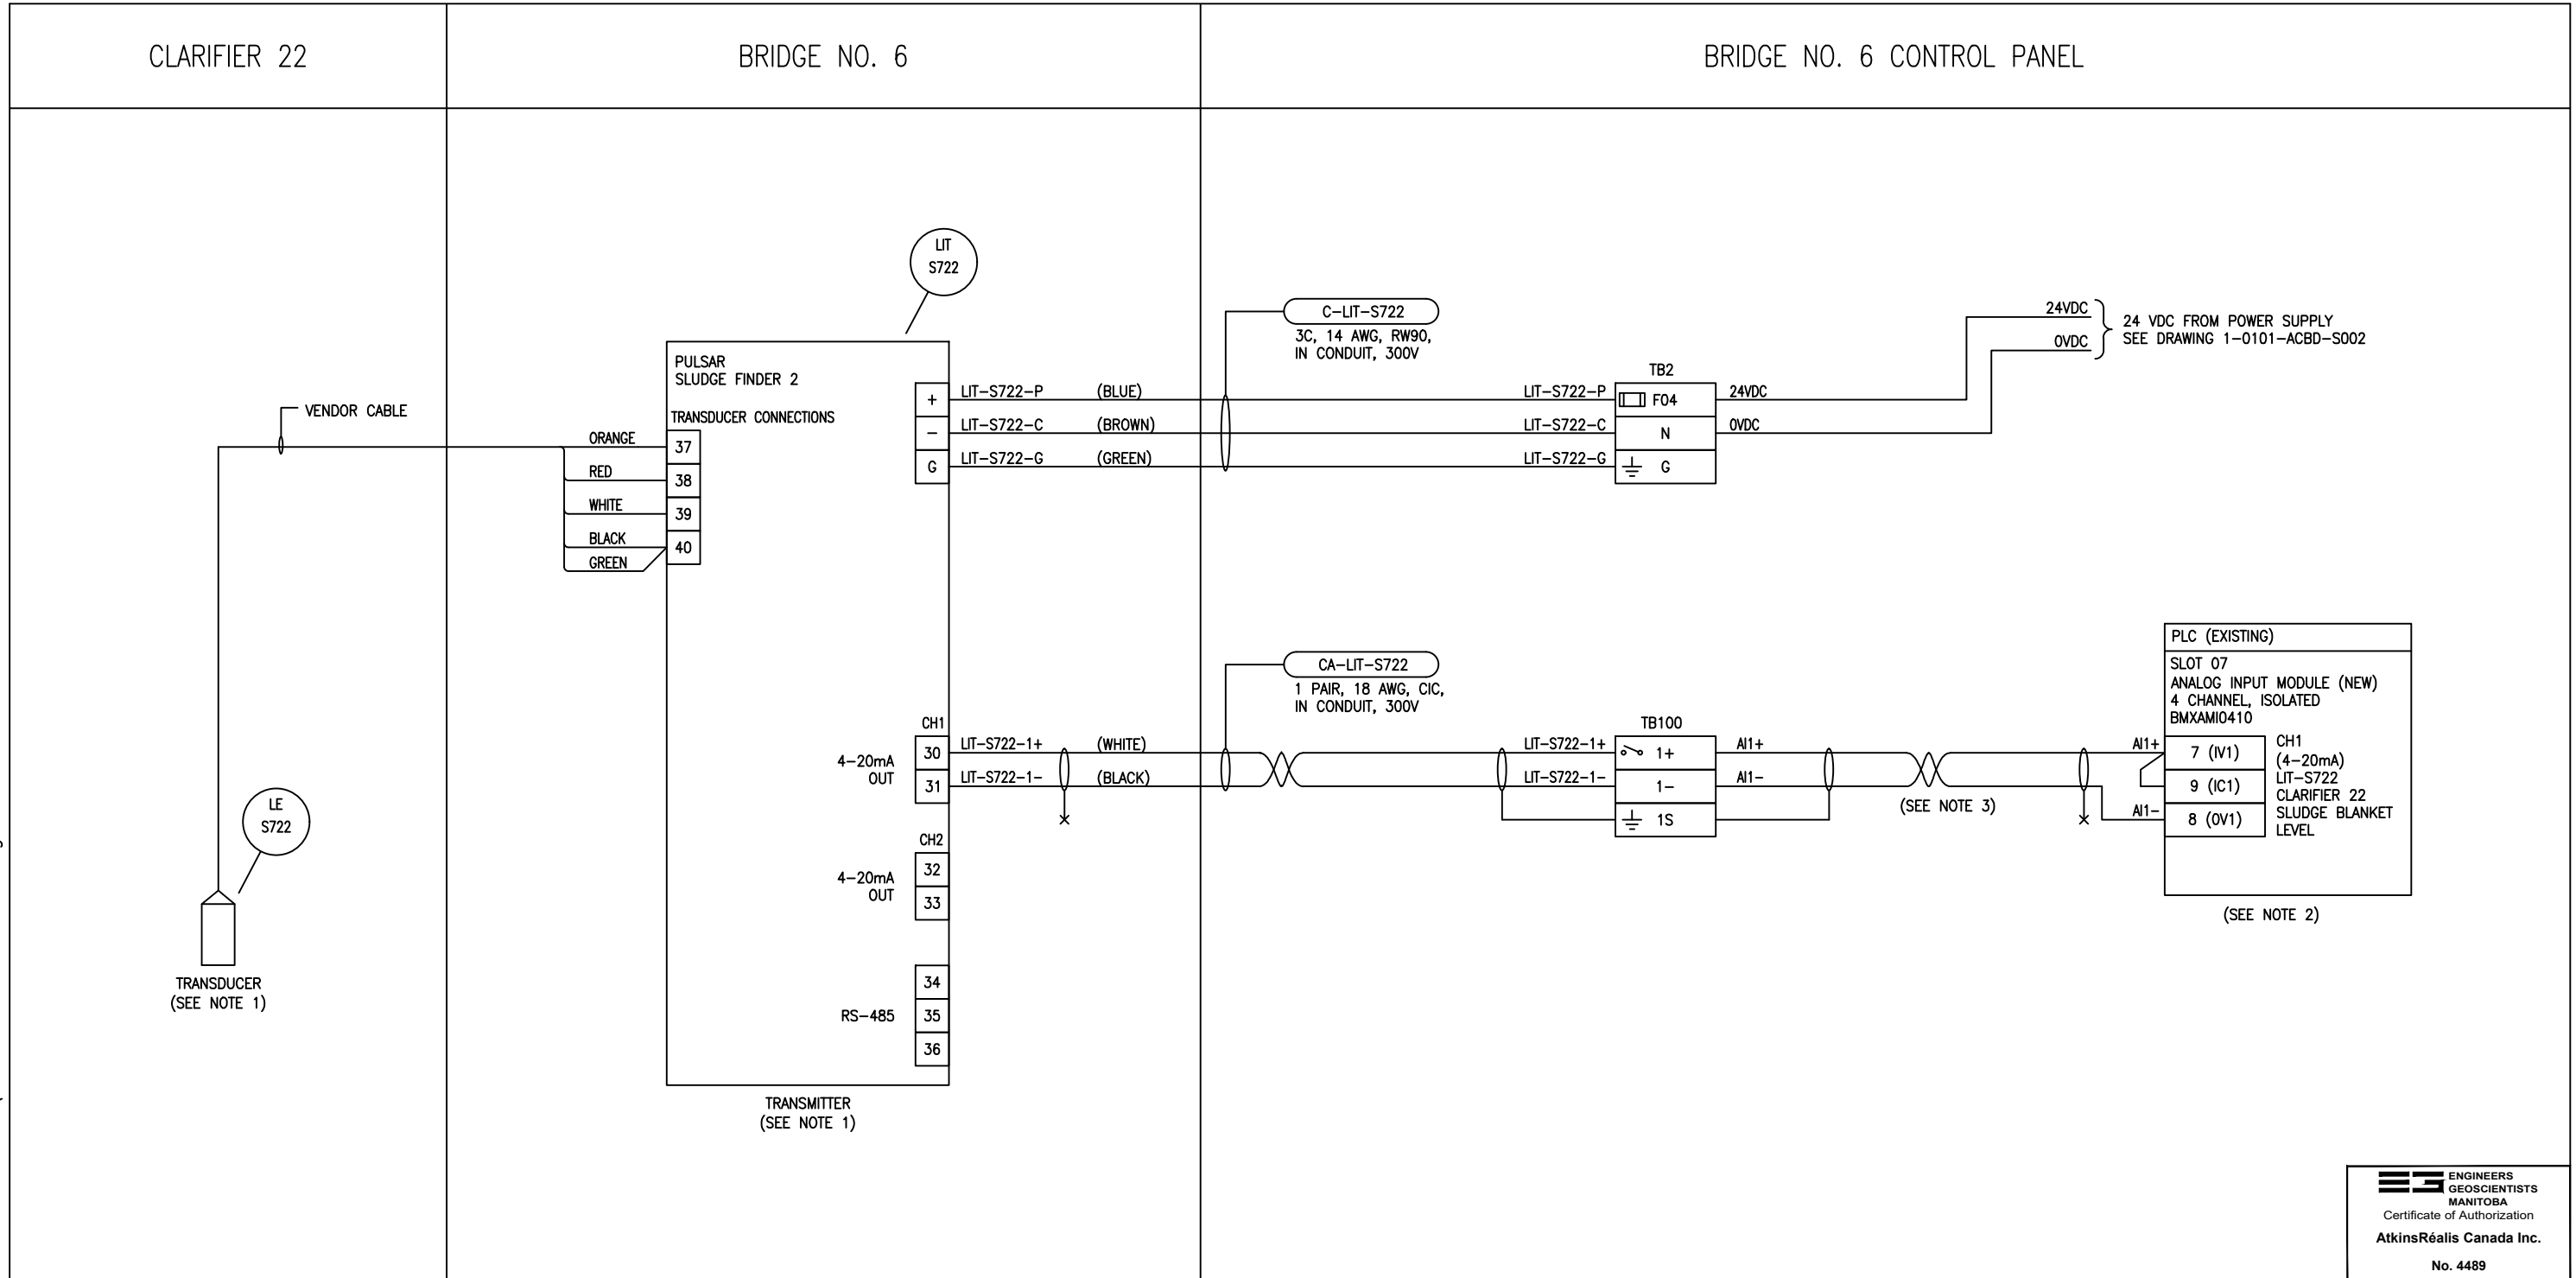 CLARIFIER 22
BRIDGE NO. 6
BRIDGE NO. 6 CONTROL PANEL
LIT
S722
C-LIT-S722
3C, 14 AWG, RW90,
IN CONDUIT, 300V
24VDC
0VDC
24 VDC FROM POWER SUPPLY
SEE DRAWING 1-0101-ACBD-S002
PULSAR
SLUDGE FINDER 2
TRANSDUCER CONNECTIONS
VENDOR CABLE
ORANGE
37
RED
38
WHITE
39
BLACK
40
GREEN
+
LIT-S722-P
(BLUE)
-
LIT-S722-C
(BROWN)
G
LIT-S722-G
(GREEN)
TB2
LIT-S722-P
F04
24VDC
LIT-S722-C
N
0VDC
LIT-S722-G
G
CA-LIT-S722
1 PAIR, 18 AWG, CIC,
IN CONDUIT, 300V
CH1
4-20mA
OUT
30
LIT-S722-1+
(WHITE)
31
LIT-S722-1-
(BLACK)
TB100
LIT-S722-1+
1+
AI1+
LIT-S722-1-
1-
AI1-
1S
(SEE NOTE 3)
PLC (EXISTING)
SLOT 07
ANALOG INPUT MODULE (NEW)
4 CHANNEL, ISOLATED
BMXAMI0410
AI1+
7 (IV1)
9 (IC1)
AI1-
8 (0V1)
CH1
(4-20mA)
LIT-S722
CLARIFIER 22
SLUDGE BLANKET
LEVEL
(SEE NOTE 2)
CH2
4-20mA
OUT
32
33
RS-485
34
35
36
TRANSMITTER
(SEE NOTE 1)
LE
S722
TRANSDUCER
(SEE NOTE 1)
ENGINEERS
GEOSCIENTISTS
MANITOBA
Certificate of Authorization
AtkinsRéalis Canada Inc.
No. 4489